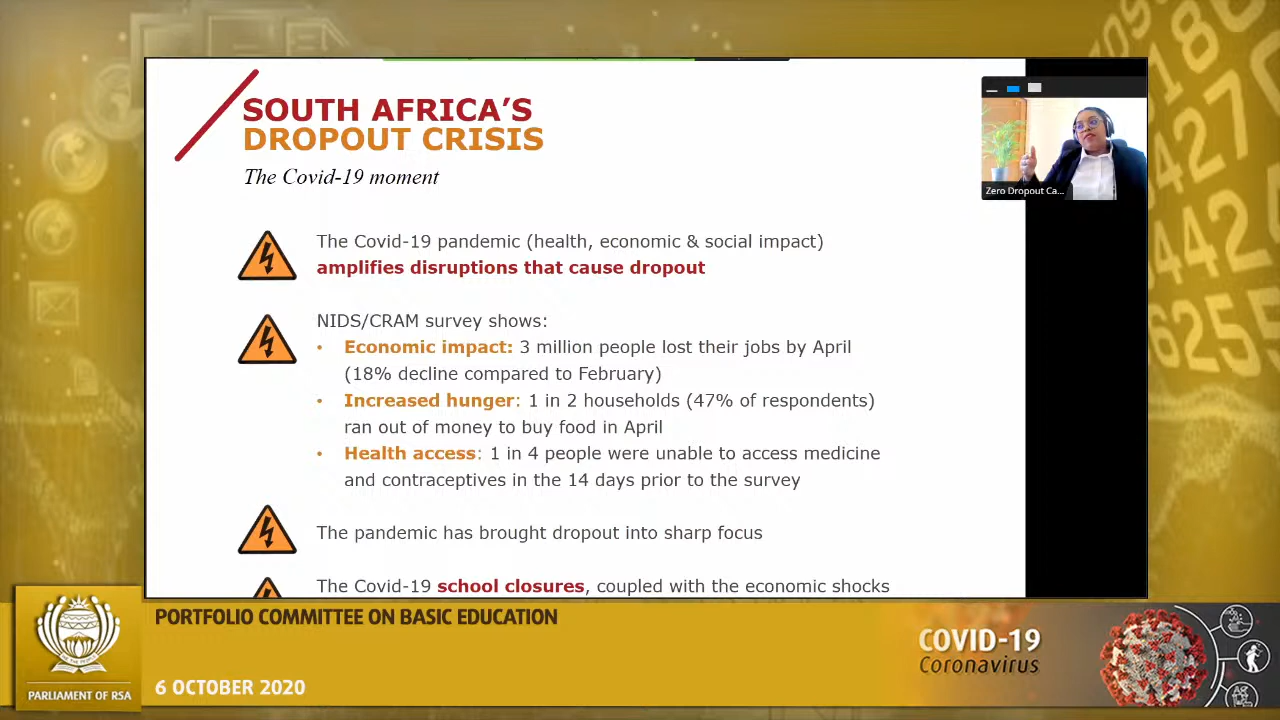 SOUTH AFRICA'S
DROPOUT CRISIS
The Covid-19 moment
Zero Dropout Ca...
The Covid-19 pandemic (health, economic & social impact)
amplifies disruptions that cause dropout
NIDS/CRAM survey shows:
• Economic impact: 3 million people lost their jobs by April
(18% decline compared to February)
• Increased hunger: 1 in 2 households (47% of respondents)
ran out of money to buy food in April
• Health access: 1 in 4 people were unable to access medicine
and contraceptives in the 14 days prior to the survey
The pandemic has brought dropout into sharp focus
The Covid-19 school closures, coupled with the economic shocks
PORTFOLIO COMMITTEE ON BASIC EDUCATION
6 OCTOBER 2020
PARLIAMENT OF RSA
COVID-19
Coronavirus